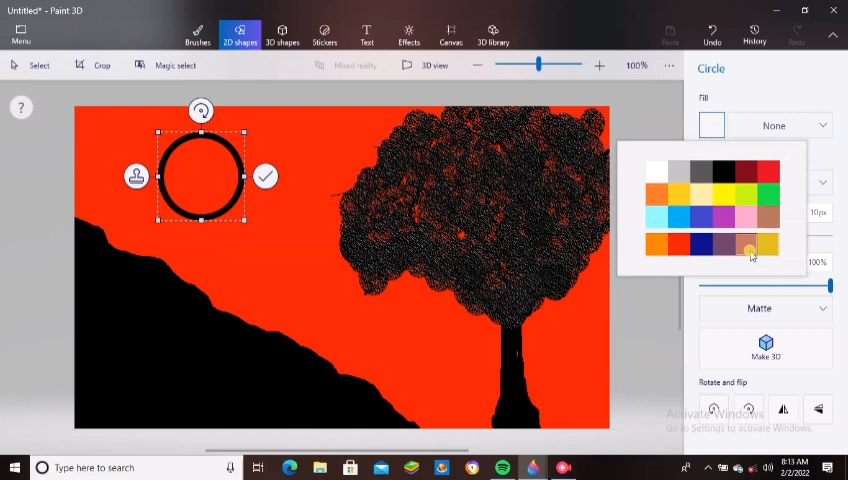 Untitled* - Paint 3D
Menu
Brushes
2D shapes
3D shapes
Stickers
Text
Effects
Canvas
3D library
Paste
Undo
History
Redo
Select
Crop
Magic select
Mixed reality
3D view
100%
Circle
?
Fill
None
10px
100%
Matte
Make 3D
Rotate and flip
Activate Windows
Go to Settings to activate Windows.
Type here to search
8:13 AM
2/2/2022